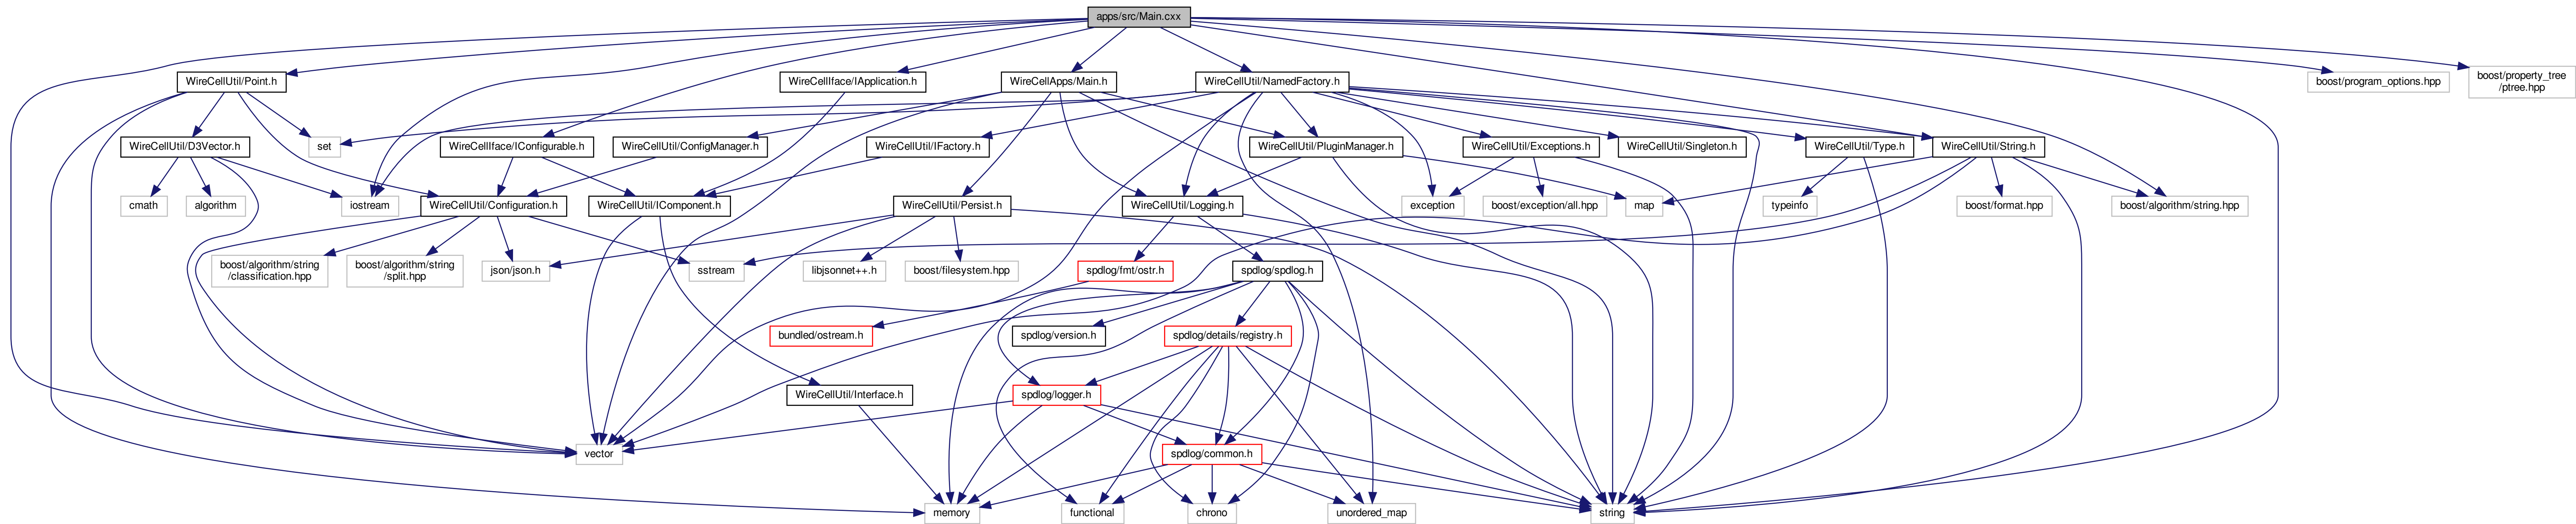 apps/src/Main.cxx
WireCellUtil/Point.h
WireCellIface/IApplication.h
WireCellApps/Main.h
WireCellUtil/NamedFactory.h
boost/program_options.hpp
boost/property_tree
/ptree.hpp
WireCellUtil/D3Vector.h
set
WireCellIface/IConfigurable.h
WireCellUtil/ConfigManager.h
WireCellUtil/IFactory.h
WireCellUtil/PluginManager.h
WireCellUtil/Exceptions.h
WireCellUtil/Singleton.h
WireCellUtil/Type.h
WireCellUtil/String.h
cmath
algorithm
iostream
WireCellUtil/Configuration.h
WireCellUtil/IComponent.h
WireCellUtil/Persist.h
WireCellUtil/Logging.h
exception
boost/exception/all.hpp
map
typeinfo
boost/format.hpp
boost/algorithm/string.hpp
boost/algorithm/string
/classification.hpp
boost/algorithm/string
/split.hpp
json/json.h
sstream
libjsonnet++.h
boost/filesystem.hpp
spdlog/fmt/ostr.h
spdlog/spdlog.h
bundled/ostream.h
spdlog/version.h
spdlog/details/registry.h
WireCellUtil/Interface.h
spdlog/logger.h
vector
spdlog/common.h
memory
functional
chrono
unordered_map
string